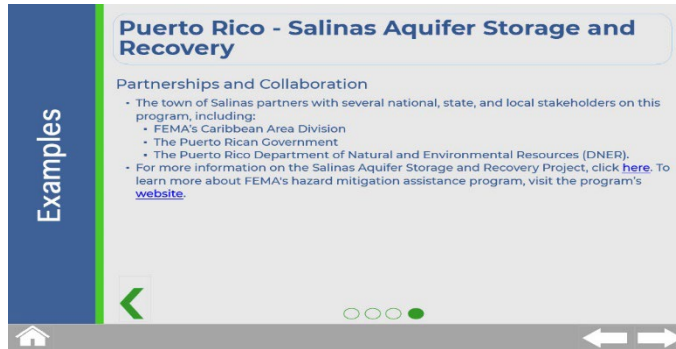 Examples
Puerto Rico - Salinas Aquifer Storage and
Recovery
Partnerships and Collaboration
• The town of Salinas partners with several national, state, and local stakeholders on this
program, including:
• FEMA's Caribbean Area Division
• The Puerto Rican Government
• The Puerto Rico Department of Natural and Environmental Resources (DNER).
• For more information on the Salinas Aquifer Storage and Recovery Project, click here. To
learn more about FEMA's hazard mitigation assistance program, visit the program's
website.